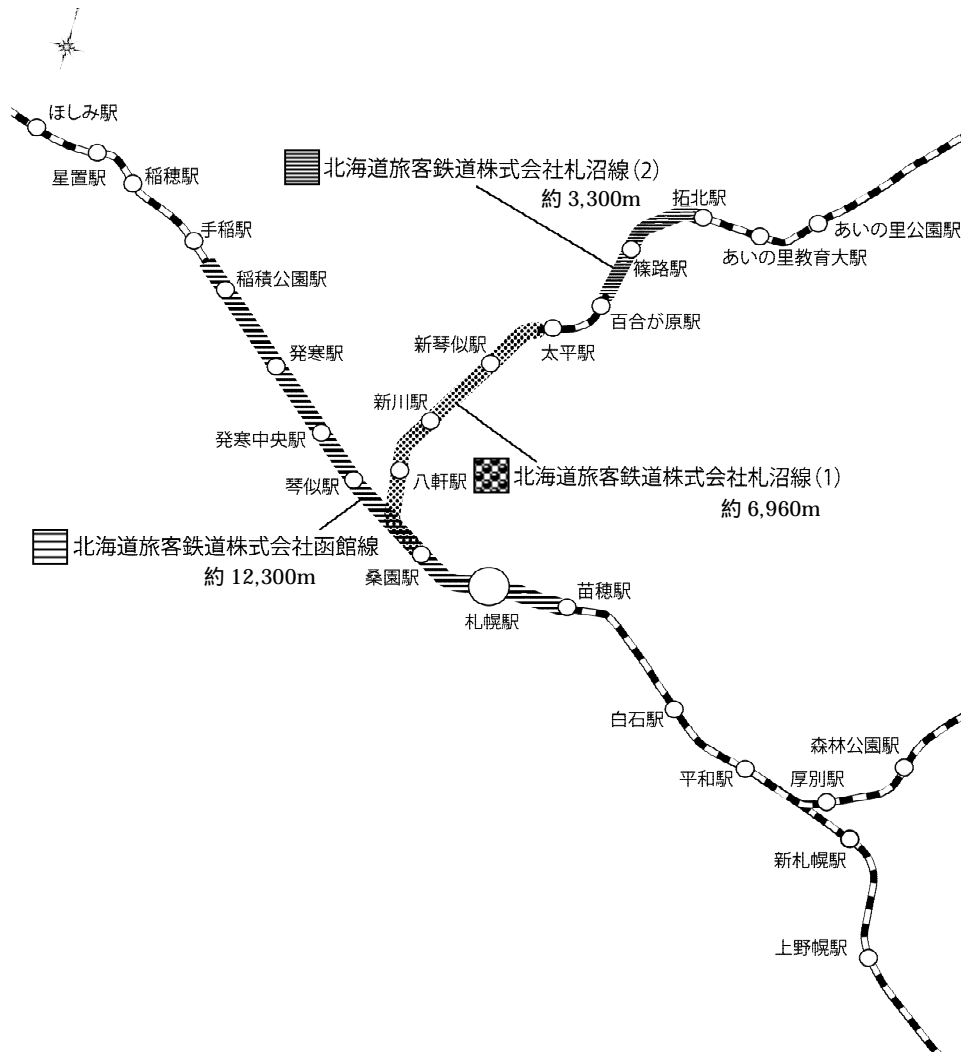 ほしみ駅
星置駅
稲穂駅
手稲駅
稲積公園駅
発寒駅
発寒中央駅
琴似駅
北海道旅客鉄道株式会社札沼線(2)
約 3,300m
拓北駅
あいの里公園駅
あいの里教育大駅
篠路駅
百合が原駅
太平駅
新琴似駅
新川駅
八軒駅
北海道旅客鉄道株式会社札沼線(1)
約 6,960m
北海道旅客鉄道株式会社函館線
約 12,300m
桑園駅
札幌駅
苗穂駅
白石駅
平和駅
厚別駅
森林公園駅
新札幌駅
上野幌駅